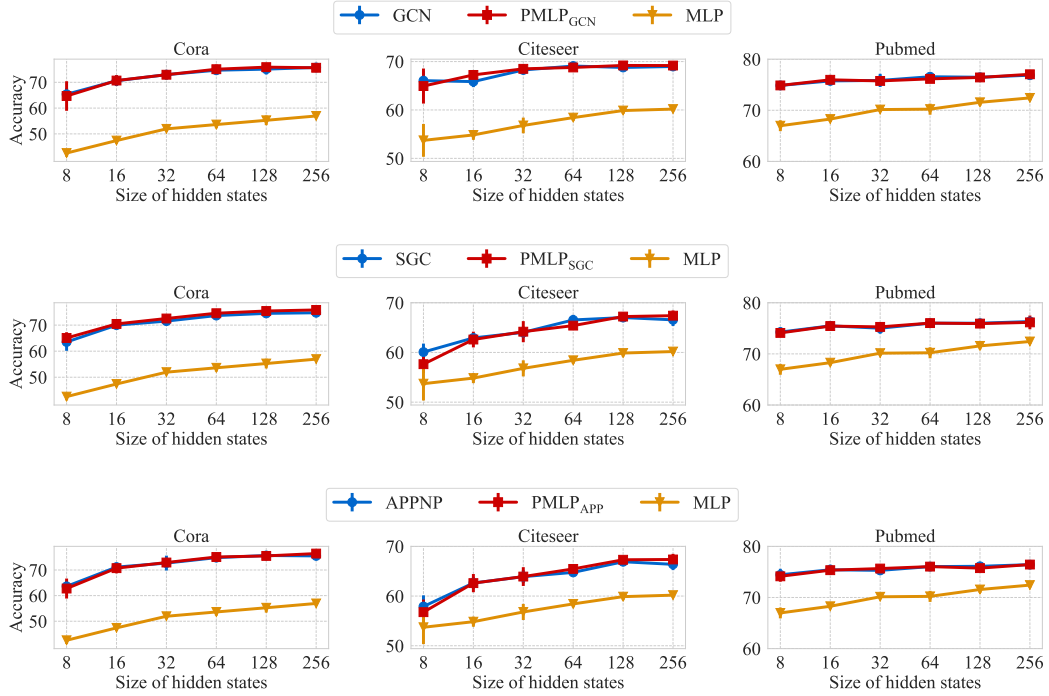 GCN PMLP_GCN MLP
Cora Citeseer Pubmed
Accuracy
70
50
8 16 32 64 128 256
Size of hidden states
70
60
50
8 16 32 64 128 256
Size of hidden states
80
70
60
8 16 32 64 128 256
Size of hidden states
SGC PMLP_SGC MLP
Cora Citeseer Pubmed
Accuracy
70
60
50
8 16 32 64 128 256
Size of hidden states
70
60
50
8 16 32 64 128 256
Size of hidden states
80
70
60
8 16 32 64 128 256
Size of hidden states
APPNP PMLP_APP MLP
Cora Citeseer Pubmed
Accuracy
70
60
50
8 16 32 64 128 256
Size of hidden states
70
60
50
8 16 32 64 128 256
Size of hidden states
80
70
60
8 16 32 64 128 256
Size of hidden states